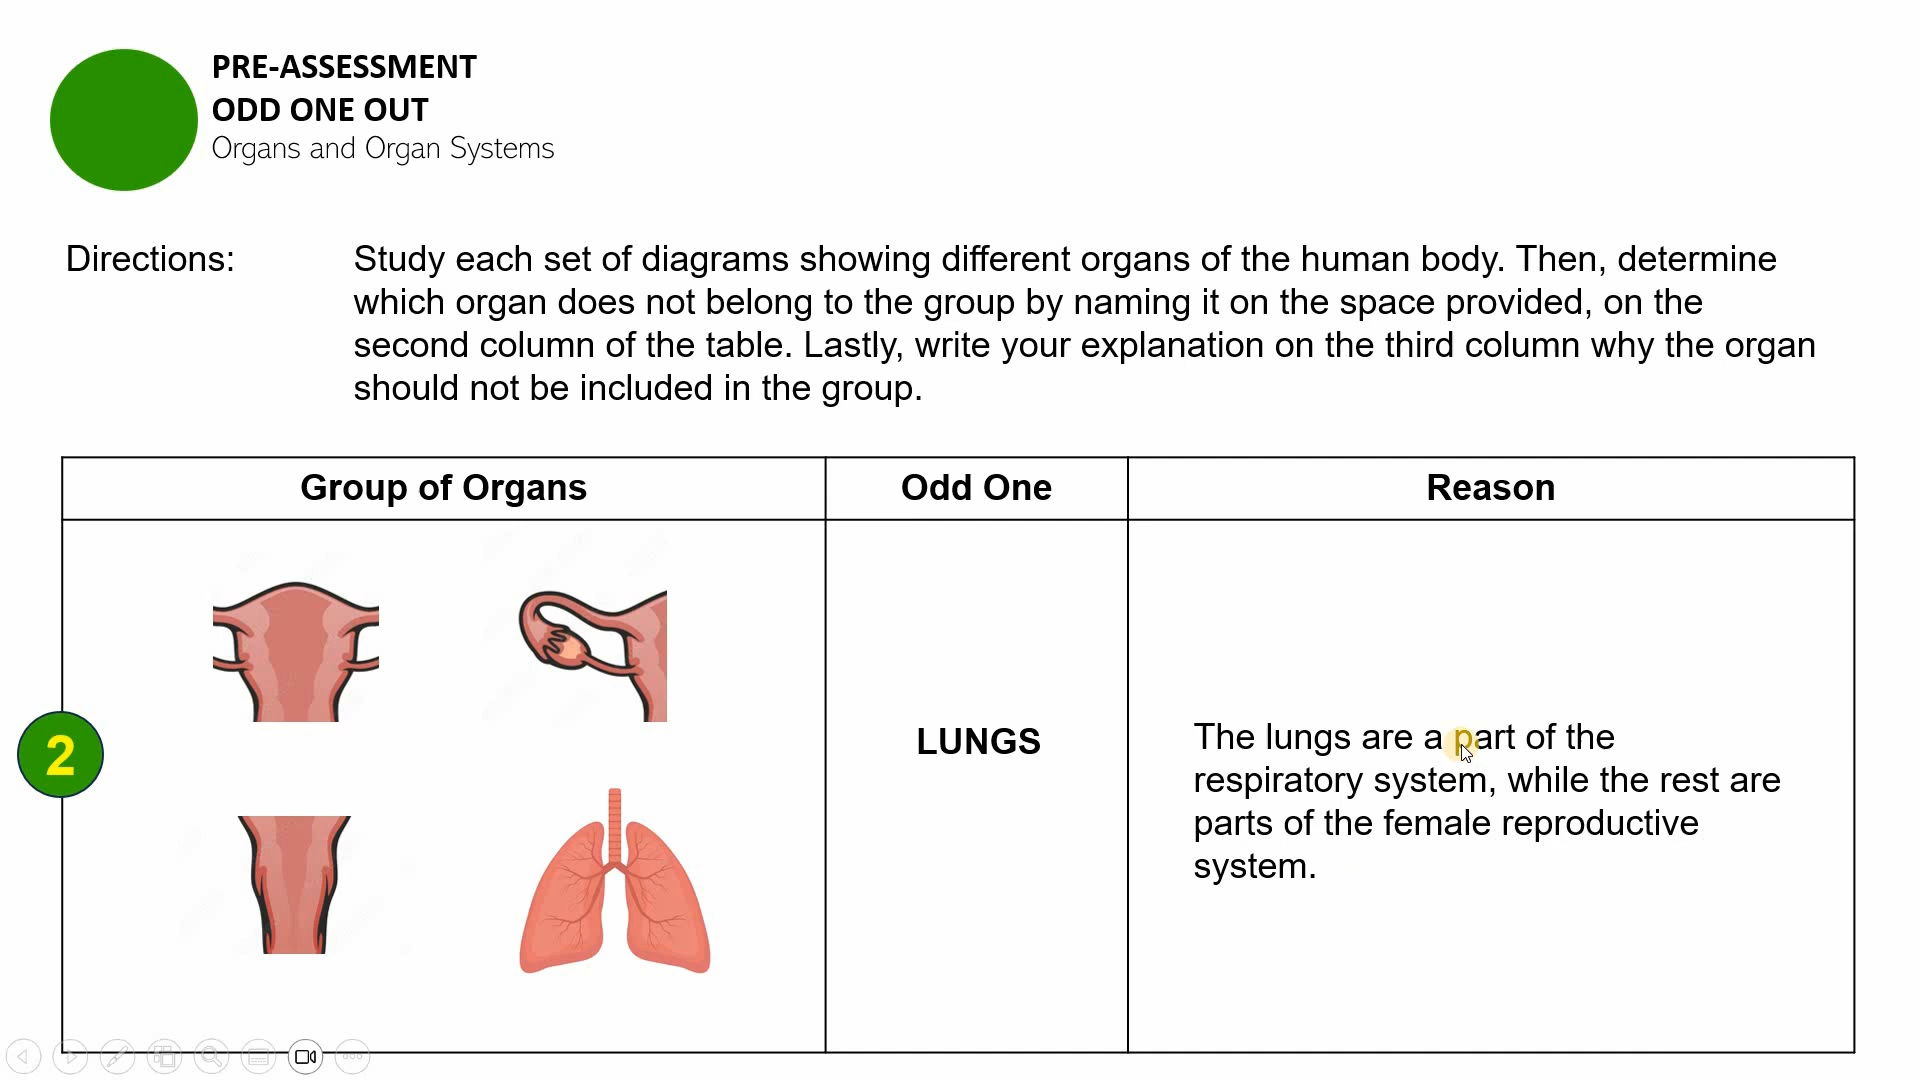 PRE-ASSESSMENT
ODD ONE OUT
Organs and Organ Systems
Directions:
Study each set of diagrams showing different organs of the human body. Then, determine
which organ does not belong to the group by naming it on the space provided, on the
second column of the table. Lastly, write your explanation on the third column why the organ
should not be included in the group.
Group of Organs
Odd One
Reason
2
LUNGS
The lungs are a part of the
respiratory system, while the rest are
parts of the female reproductive
system.